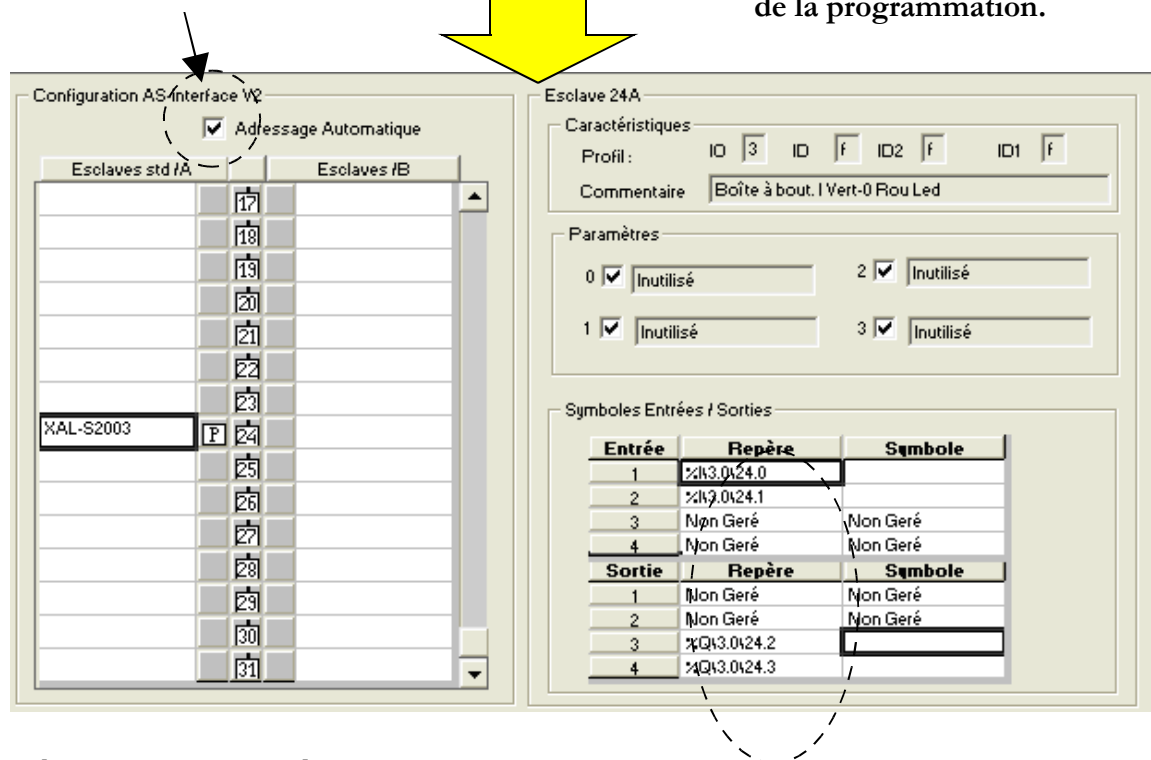 de la programmation.
Configuration AS-Interface V2
Adressage Automatique
Esclaves std /A
Esclaves /B
17
18
19
20
21
22
23
XAL-S2003 P 24
25
26
27
28
29
30
31
Esclave 24A
Caractéristiques
Profil : IO 3 ID f ID2 f ID1 f
Commentaire Boîte à bout. I Vert-0 Rou Led
Paramètres
0 Inutilisé 2 Inutilisé
1 Inutilisé 3 Inutilisé
Symboles Entrées / Sorties
Entrée Repère Symbole
1 %I\3.0\24.0
2 %I\3.0\24.1
3 Non Geré Non Geré
4 Non Geré Non Geré
Sortie Repère Symbole
1 Non Geré Non Geré
2 Non Geré Non Geré
3 %Q\3.0\24.2
4 %Q\3.0\24.3